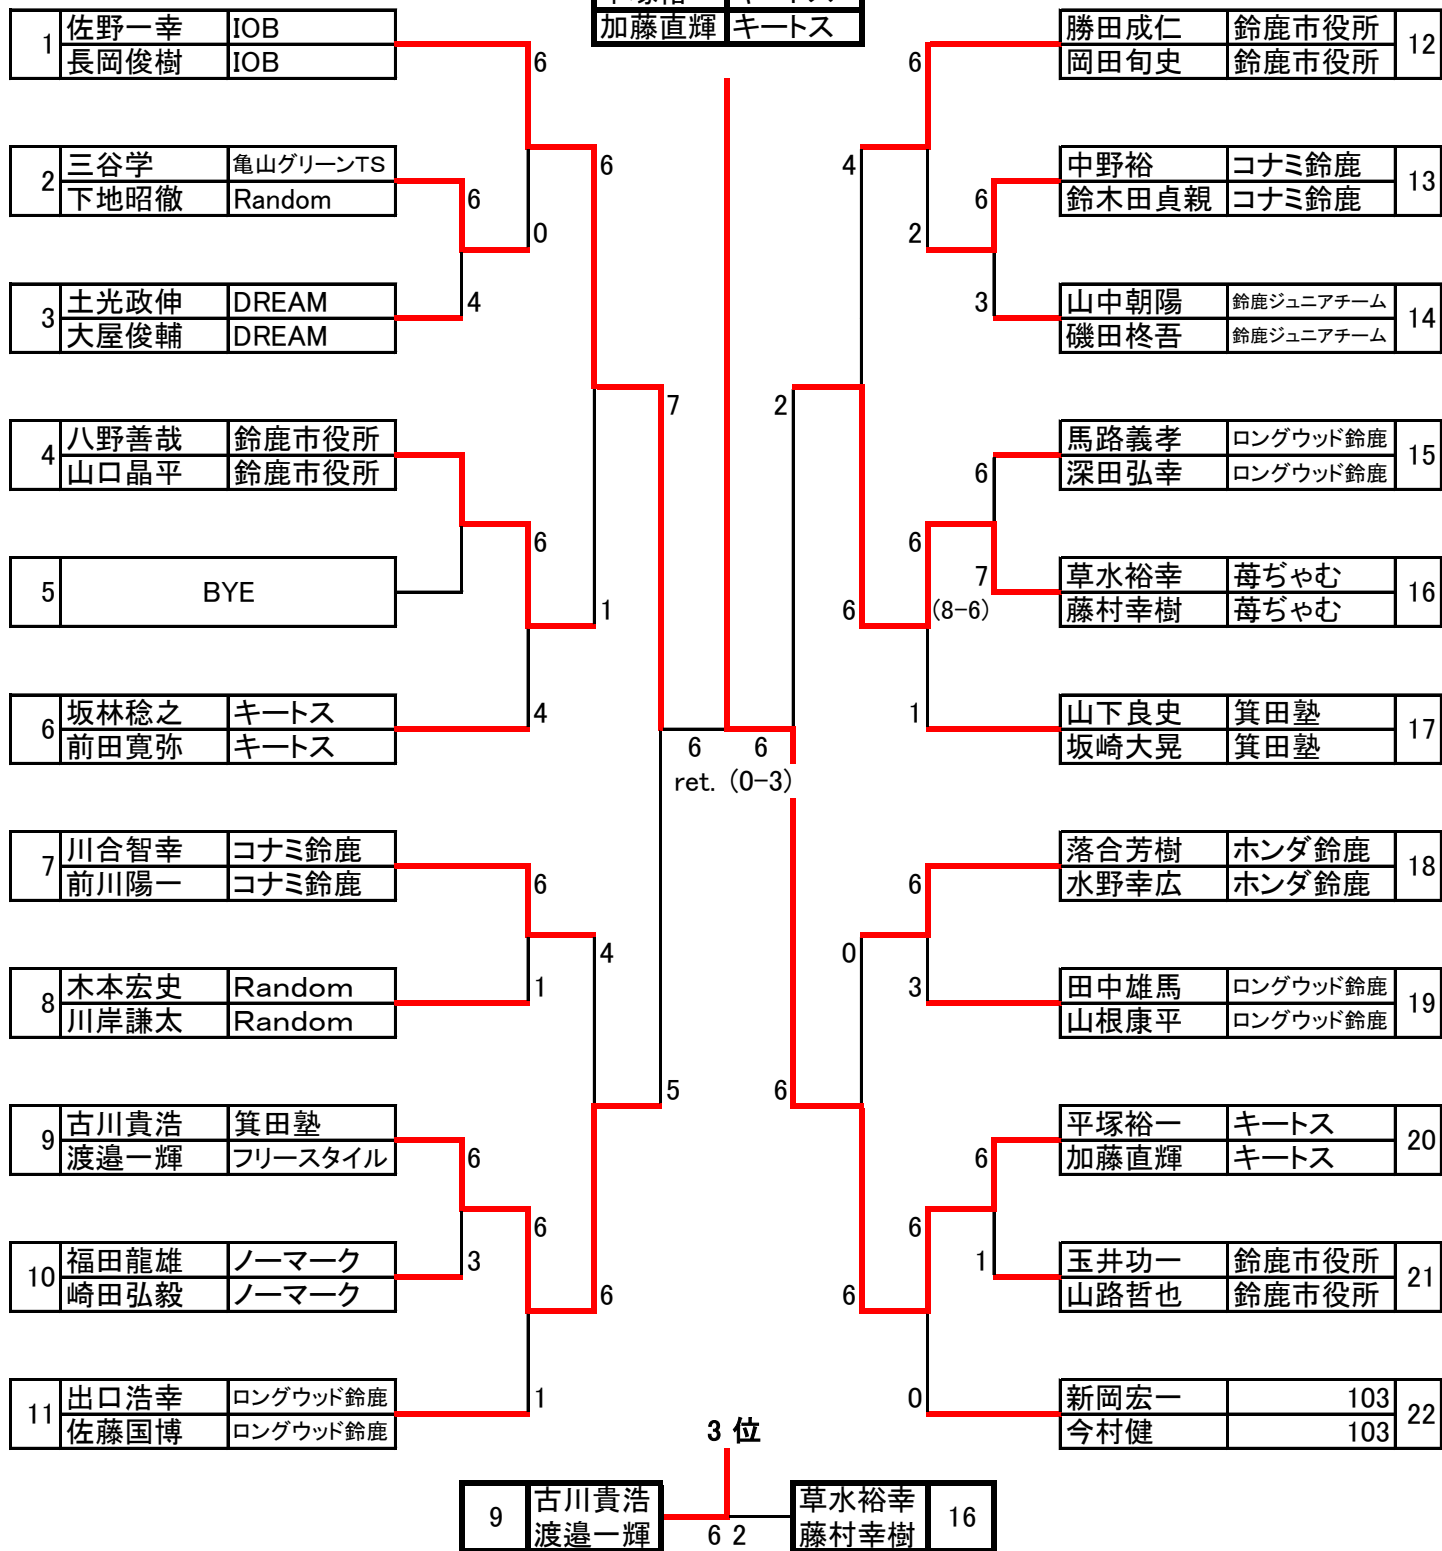 加藤直輝 キートス
1 佐野一幸 IOB
長岡俊樹 IOB
6
2 三谷学 亀山グリーンTS
下地昭徹 Random
6
6
0
3 土光政伸 DREAM
大屋俊輔 DREAM
4
7
4 八野善哉 鈴鹿市役所
山口晶平 鈴鹿市役所
6
5 BYE
1
6 坂林稔之 キートス
前田寛弥 キートス
4
6 6
ret. (0-3)
7 川合智幸 コナミ鈴鹿
前川陽一 コナミ鈴鹿
6
4
8 木本宏史 Random
川岸謙太 Random
1
5
9 古川貴浩 箕田塾
渡邉一輝 フリースタイル
6
6
10 福田龍雄 ノーマーク
崎田弘毅 ノーマーク
3
6
11 出口浩幸 ロングウッド鈴鹿
佐藤国博 ロングウッド鈴鹿
1
勝田成仁 鈴鹿市役所 12
岡田旬史 鈴鹿市役所
6
4
中野裕 コナミ鈴鹿 13
鈴木田貞親 コナミ鈴鹿
6
2
山中朝陽 鈴鹿ジュニアチーム 14
磯田柊吾 鈴鹿ジュニアチーム
3
2
馬路義孝 ロングウッド鈴鹿 15
深田弘幸 ロングウッド鈴鹿
6
6
草水裕幸 苺ぢゃむ 16
藤村幸樹 苺ぢゃむ
7
(8-6)
6
山下良史 箕田塾 17
坂崎大晃 箕田塾
1
落合芳樹 ホンダ鈴鹿 18
水野幸広 ホンダ鈴鹿
6
0
田中雄馬 ロングウッド鈴鹿 19
山根康平 ロングウッド鈴鹿
3
6
平塚裕一 キートス 20
加藤直輝 キートス
6
6
玉井功一 鈴鹿市役所 21
山路哲也 鈴鹿市役所
1
6
新岡宏一 103 22
今村健 103
0
3 位
9 古川貴浩
渡邉一輝
6 2
草水裕幸 16
藤村幸樹